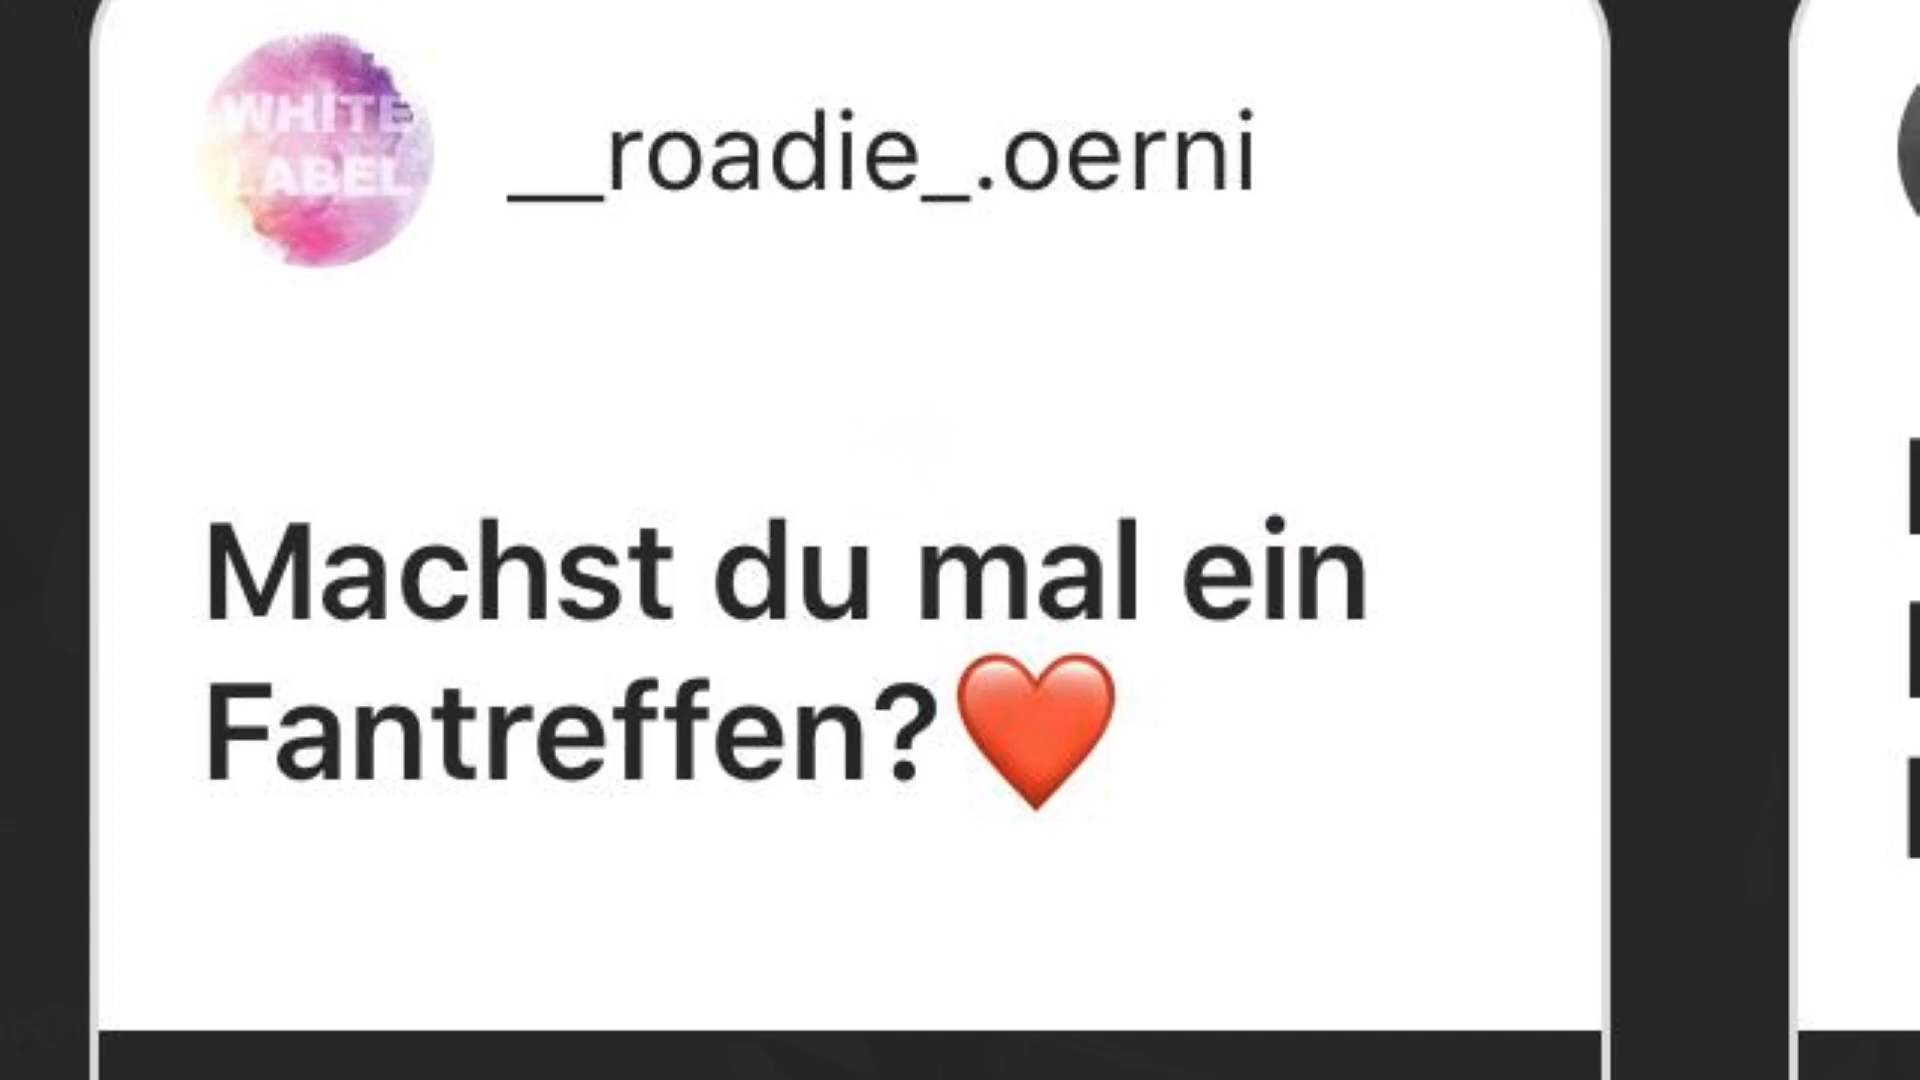 WHITE
LABEL
__roadie_.oerni
Machst du mal ein
Fantreffen?❤️